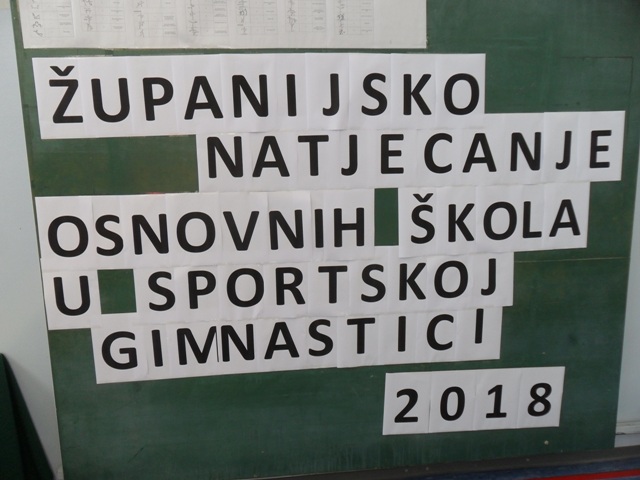 ŽUPANIJSKO
NATJECANJE
OSNOVNIH ŠKOLA
U SPORTSKOJ
GIMNASTICI
2018